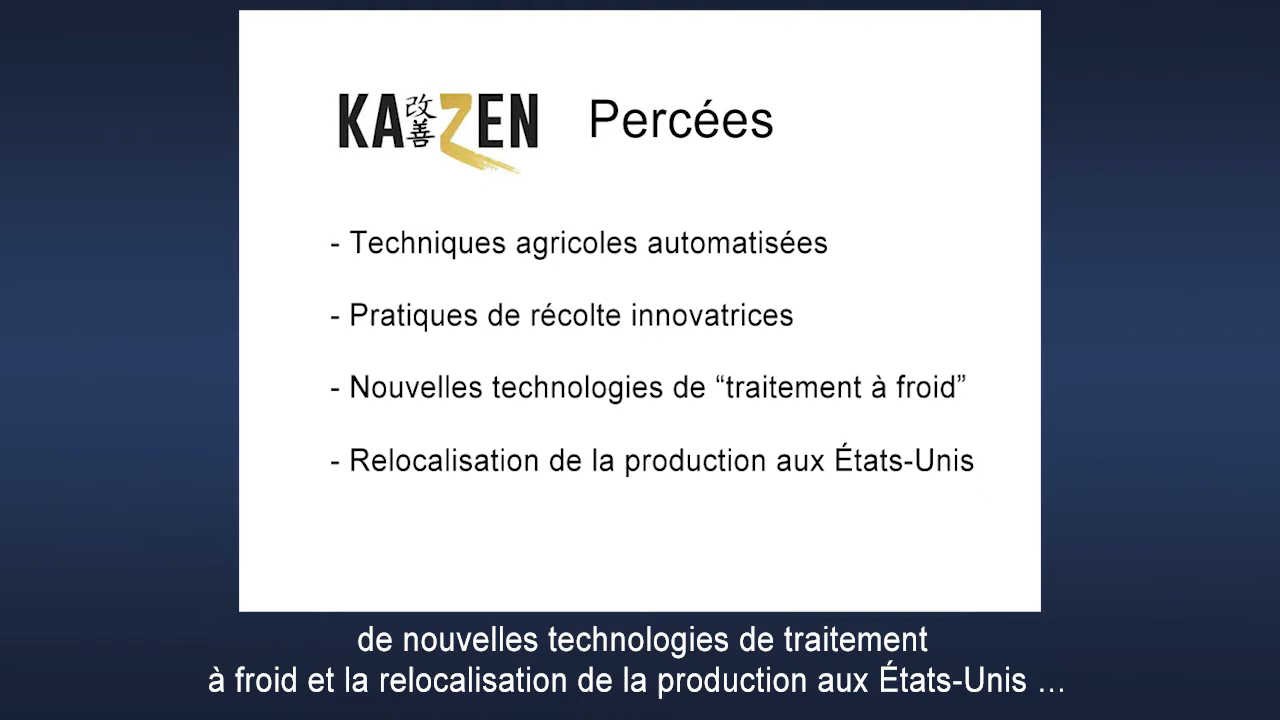 KA改善ZEN Percées
- Techniques agricoles automatisées
- Pratiques de récolte innovatrices
- Nouvelles technologies de “traitement à froid”
- Relocalisation de la production aux États-Unis
de nouvelles technologies de traitement
à froid et la relocalisation de la production aux États-Unis ...